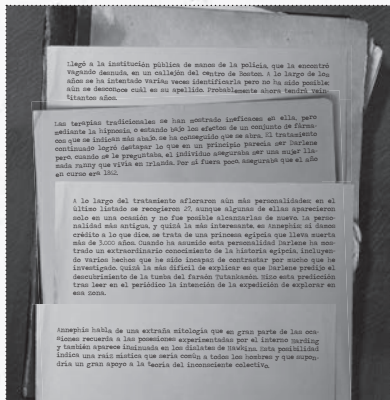 Llegó a la institución pública de manos de la policía, que la encontró
vagando desnuda, en un callejón del centro de Boston. A lo largo de los
años se ha intentado varias veces identificarla pero no ha sido posible:
aún se desconoce cuál es su apellido. Probablemente ahora tendrá vein-
titantos años.
Las terapias tradicionales se han mostrado ineficaces en ella, pero
mediante la hipnosis, o estando bajo los efectos de un conjunto de fárma-
cos que se indican más abajo, se ha conseguido que se abra. El tratamiento
continuado logró destapar lo que en un principio parecía ser Darlene
pero, cuando se le preguntaba, el individuo aseguraba ser una mujer lla-
mada Fanny que vivía en Irlanda. Por si fuera poco aseguraba que el año
en curso era 1862.
A lo largo del tratamiento afloraron aún más personalidades: en el
último listado se recogieron 27, aunque algunas de ellas aparecieron
solo en una ocasión y no fue posible alcanzarlas de nuevo. La perso-
nalidad más antigua, y quizá la más interesante, es Annephis: si damos
crédito a lo que dice, se trata de una princesa egipcia que lleva muerta
más de 3.000 años. Cuando ha asumido esta personalidad Darlene ha mos-
trado un extraordinario conocimiento de la historia egipcia, incluyen-
do varios hechos que he sido incapaz de contrastar por mucho que he
investigado. Quizá la más difícil de explicar es que Darlene predijo el
descubrimiento de la tumba del faraón Tutankamón. Hizo esta predicción
tras leer en el periódico la intención de la expedición de explorar en
esa zona.
Annephis habla de una extraña mitología que en gran parte de las oca-
siones recuerda a las posesiones experimentadas por el interno Harding
y también aparece insinuada en los dislates de Hawkins. Esta posibilidad
indica una raíz mística que sería común a todos los hombres y que supon-
dría un gran apoyo a la teoría del inconsciente colectivo.